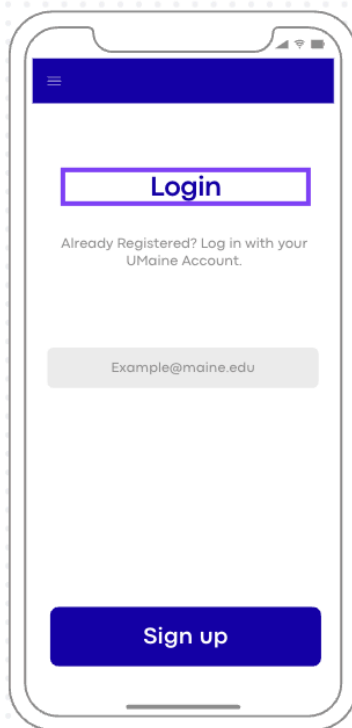 Login
Already Registered? Log in with your
UMaine Account.
Example@maine.edu
Sign up